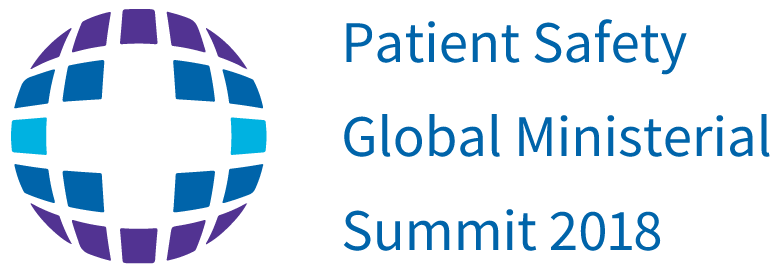 Patient Safety
Global Ministerial
Summit 2018